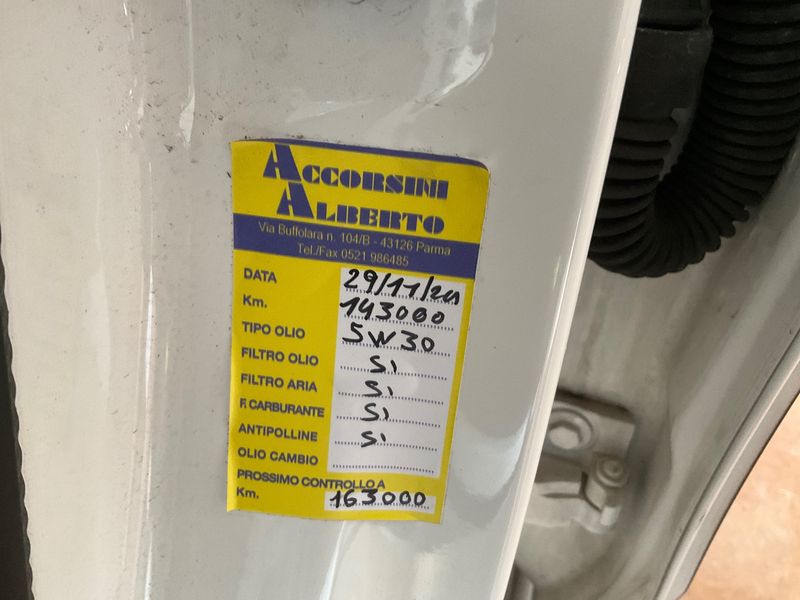 ACCORSINI
ALBERTO
Via Buffolara n. 104/B - 43126 Parma
Tel./Fax 0521 986485
DATA 29/11/201
Km. 143000
TIPO OLIO 5W30
FILTRO OLIO Si
FILTRO ARIA Si
F. CARBURANTE Si
ANTIPOLLINE Si
OLIO CAMBIO
PROSSIMO CONTROLLO A
Km. 163000